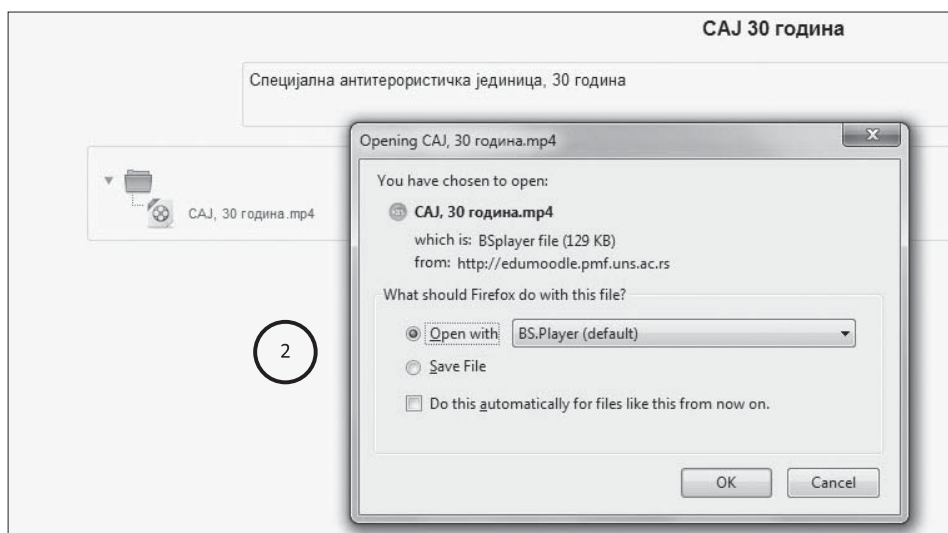 САЈ 30 година
Специјална антитерористичка јединица, 30 година
Opening САЈ, 30 година.mp4
x
You have chosen to open:
САЈ, 30 година.mp4
САЈ, 30 година.mp4
which is: BSplayer file (129 KB)
from: http://edumoodle.pmf.uns.ac.rs
What should Firefox do with this file?
2
Open with BS.Player (default)
Save File
Do this automatically for files like this from now on.
OK Cancel